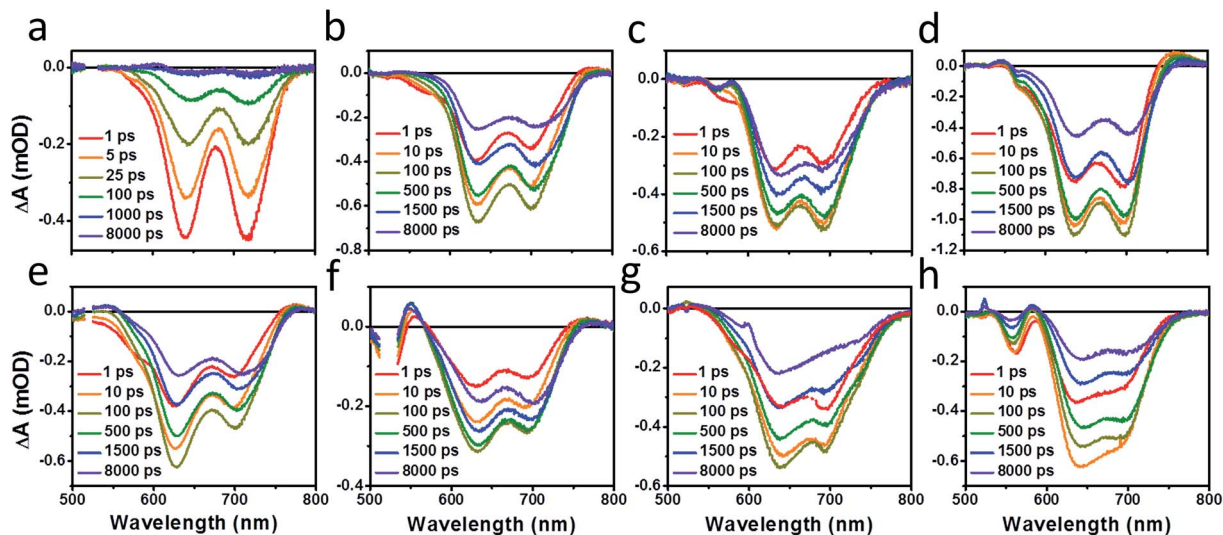 a
b
c
d
ΔA (mOD)
0.0
-0.2
-0.4
1 ps
5 ps
25 ps
100 ps
1000 ps
8000 ps
0.0
-0.2
-0.4
-0.6
-0.8
1 ps
10 ps
100 ps
500 ps
1500 ps
8000 ps
0.0
-0.2
-0.4
-0.6
1 ps
10 ps
100 ps
500 ps
1500 ps
8000 ps
0.0
-0.2
-0.4
-0.6
-0.8
-1.0
-1.2
1 ps
10 ps
100 ps
500 ps
1500 ps
8000 ps
e
f
g
h
ΔA (mOD)
0.0
-0.2
-0.4
-0.6
1 ps
10 ps
100 ps
500 ps
1500 ps
8000 ps
500 600 700 800
Wavelength (nm)
0.0
-0.2
-0.4
1 ps
10 ps
100 ps
500 ps
1500 ps
8000 ps
500 600 700 800
Wavelength (nm)
0.0
-0.2
-0.4
-0.6
1 ps
10 ps
100 ps
500 ps
1500 ps
8000 ps
500 600 700 800
Wavelength (nm)
0.0
-0.2
-0.4
-0.6
1 ps
10 ps
100 ps
500 ps
1500 ps
8000 ps
500 600 700 800
Wavelength (nm)